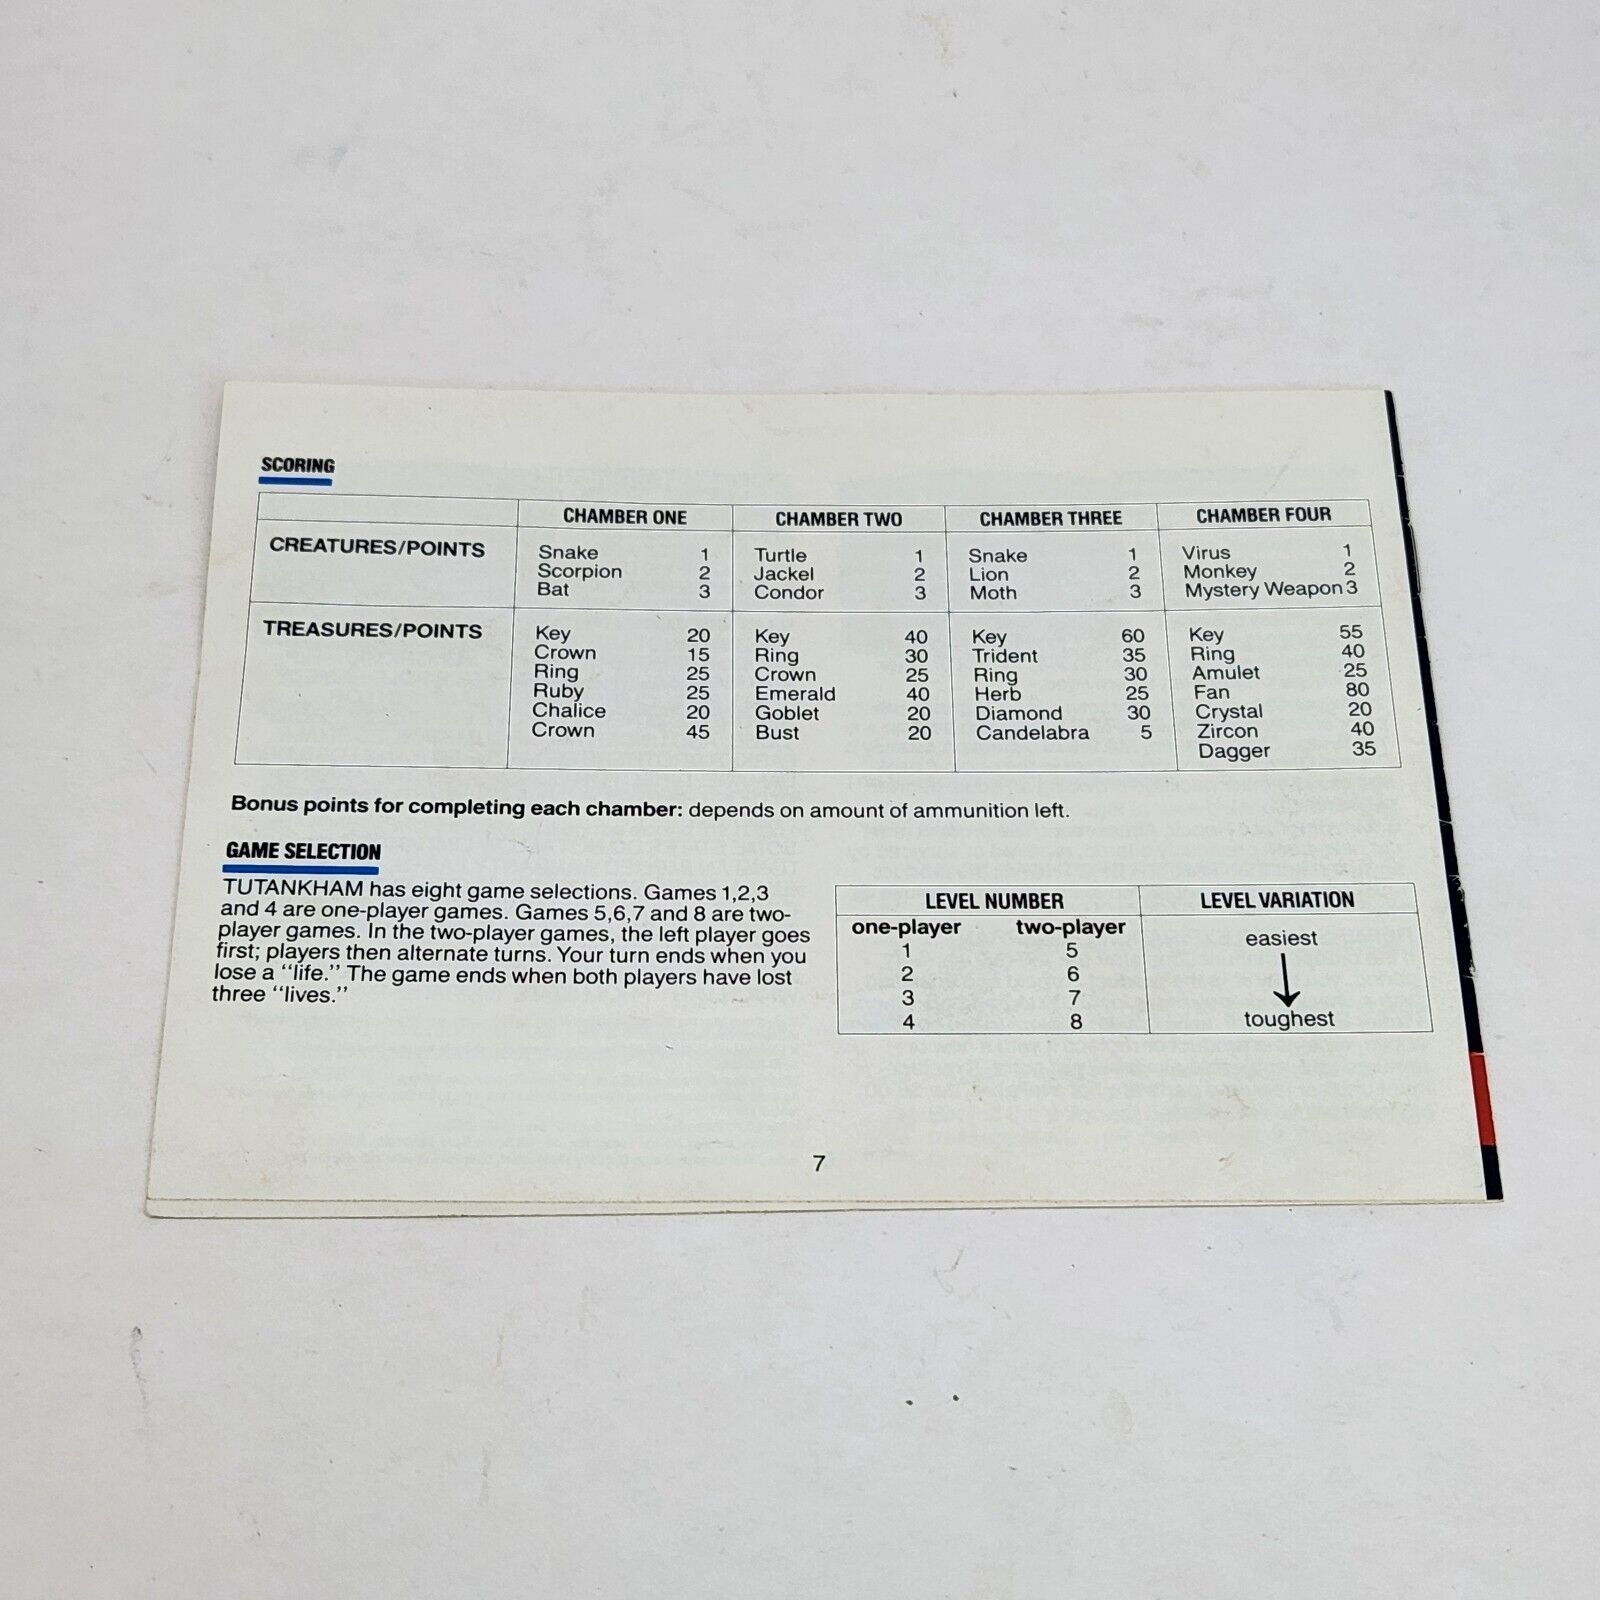 SCORING
CHAMBER ONE CHAMBER TWO CHAMBER THREE CHAMBER FOUR
CREATURES/POINTS
Snake 1 Turtle 1 Snake 1 Virus 1
Scorpion 2 Jackel 2 Lion 2 Monkey 2
Bat 3 Condor 3 Moth 3 Mystery Weapon 3
TREASURES/POINTS
Key 20 Key 40 Key 60 Key 55
Crown 15 Ring 30 Trident 35 Ring 40
Ring 25 Crown 25 Ring 30 Amulet 25
Ruby 25 Emerald 40 Herb 25 Fan 80
Chalice 20 Goblet 20 Diamond 30 Crystal 20
Crown 45 Bust 20 Candelabra 5 Zircon 40
Dagger 35
Bonus points for completing each chamber: depends on amount of ammunition left.
GAME SELECTION
TUTANKHAM has eight game selections. Games 1,2,3
and 4 are one-player games. Games 5,6,7 and 8 are two-
player games. In the two-player games, the left player goes
first; players then alternate turns. Your turn ends when you
lose a "life." The game ends when both players have lost
three "lives."
LEVEL NUMBER LEVEL VARIATION
one-player two-player
easiest
1 5
2 6
3 7
4 8
toughest
7